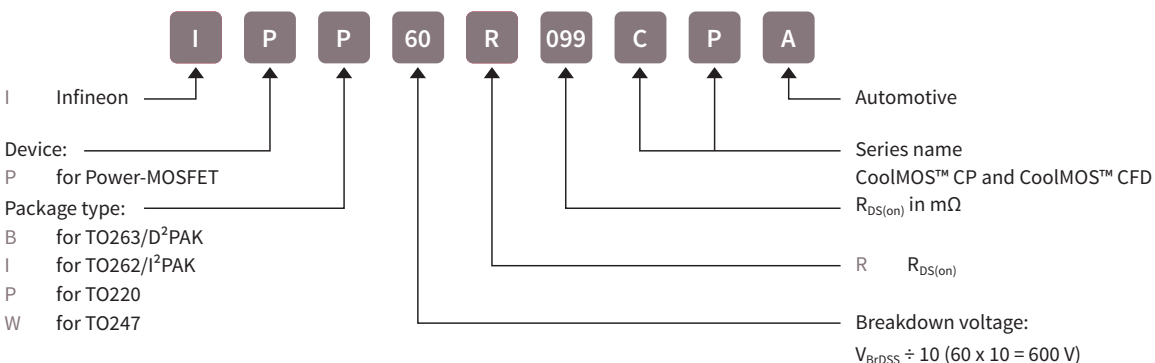 I P P 60 R 099 C P A
I Infineon
Device:
P for Power-MOSFET
Package type:
B for TO263/D²PAK
I for TO262/I²PAK
P for TO220
W for TO247
Automotive
Series name
CoolMOS™ CP and CoolMOS™ CFD
RDS(on) in mΩ
R RDS(on)
Breakdown voltage:
VBrDSS ÷ 10 (60 x 10 = 600 V)